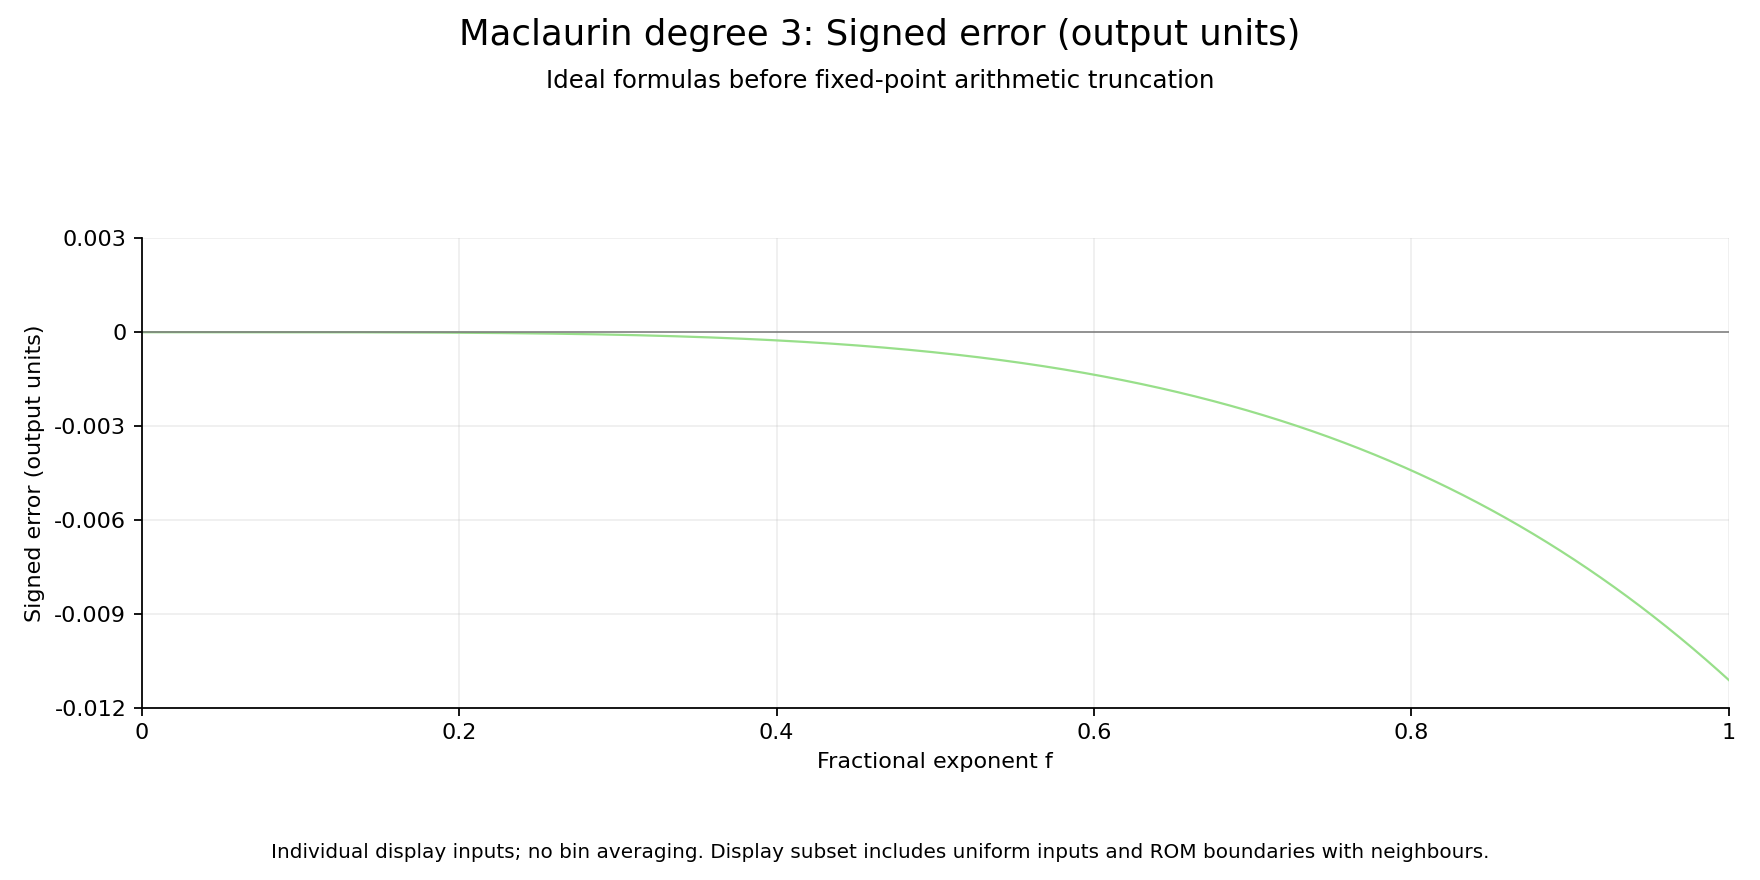 Maclaurin degree 3: Signed error (output units)
Ideal formulas before fixed-point arithmetic truncation
Signed error (output units)
0.003
0
-0.003
-0.006
-0.009
-0.012
0
0.2
0.4
0.6
0.8
1
Fractional exponent f
Individual display inputs; no bin averaging. Display subset includes uniform inputs and ROM boundaries with neighbours.